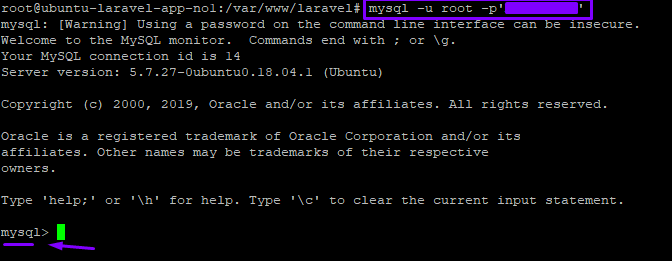 root@ubuntu-laravel-app-no1:/var/www/laravel# mysql -u root -p' '
mysql: [Warning] Using a password on the command line interface can be insecure.
Welcome to the MySQL monitor.  Commands end with ; or \g.
Your MySQL connection id is 14
Server version: 5.7.27-0ubuntu0.18.04.1 (Ubuntu)
Copyright (c) 2000, 2019, Oracle and/or its affiliates. All rights reserved.
Oracle is a registered trademark of Oracle Corporation and/or its
affiliates. Other names may be trademarks of their respective
owners.
Type 'help;' or '\h' for help. Type '\c' to clear the current input statement.
mysql>